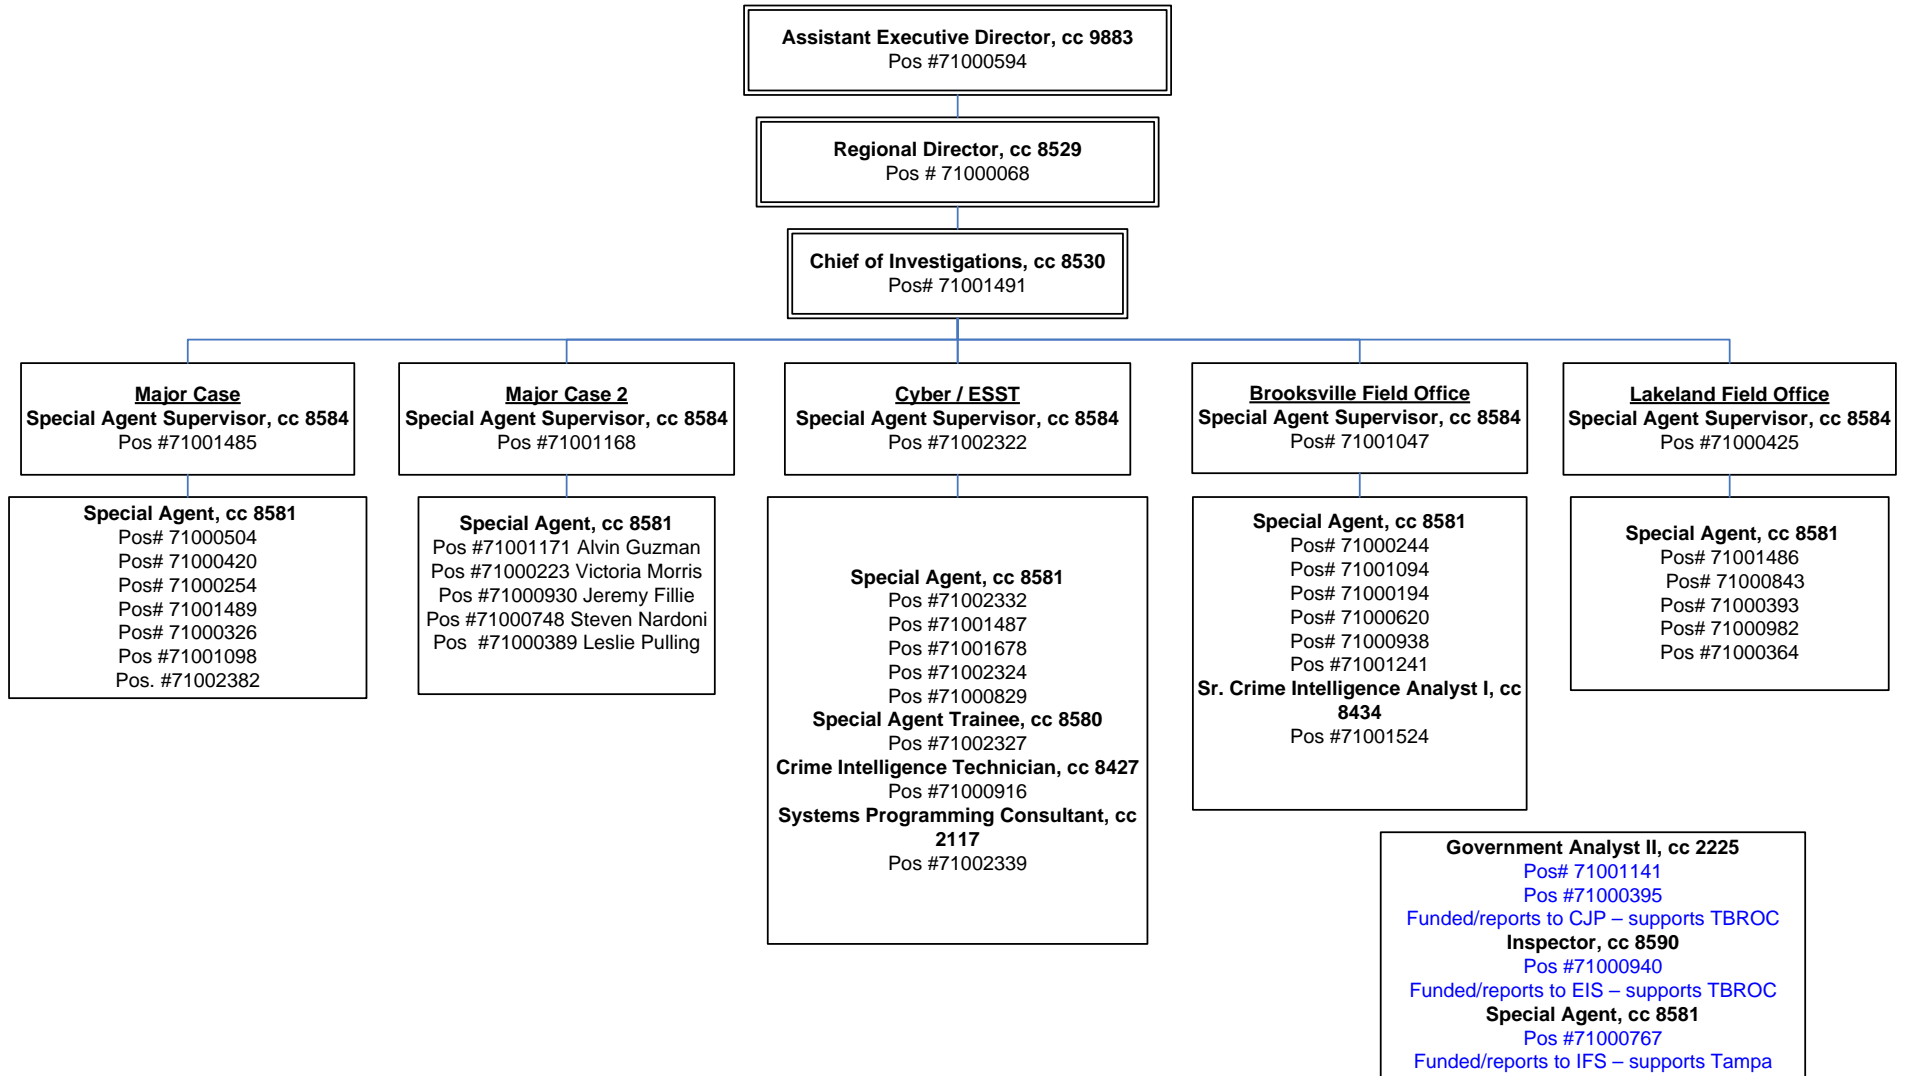 Assistant Executive Director, cc 9883
Pos #71000594
Regional Director, cc 8529
Pos # 71000068
Chief of Investigations, cc 8530
Pos# 71001491
Major Case
Special Agent Supervisor, cc 8584
Pos #71001485
Special Agent, cc 8581
Pos# 71000504
Pos# 71000420
Pos# 71000254
Pos# 71001489
Pos# 71000326
Pos #71001098
Pos. #71002382
Major Case 2
Special Agent Supervisor, cc 8584
Pos #71001168
Special Agent, cc 8581
Pos #71001171 Alvin Guzman
Pos #71000223 Victoria Morris
Pos #71000930 Jeremy Fillie
Pos #71000748 Steven Nardoni
Pos  #71000389 Leslie Pulling
Cyber / ESST
Special Agent Supervisor, cc 8584
Pos #71002322
Special Agent, cc 8581
Pos #71002332
Pos #71001487
Pos #71001678
Pos #71002324
Pos #71000829
Special Agent Trainee, cc 8580
Pos #71002327
Crime Intelligence Technician, cc 8427
Pos #71000916
Systems Programming Consultant, cc
2117
Pos #71002339
Brooksville Field Office
Special Agent Supervisor, cc 8584
Pos# 71001047
Special Agent, cc 8581
Pos# 71000244
Pos# 71001094
Pos# 71000194
Pos# 71000620
Pos# 71000938
Pos #71001241
Sr. Crime Intelligence Analyst I, cc
8434
Pos #71001524
Lakeland Field Office
Special Agent Supervisor, cc 8584
Pos #71000425
Special Agent, cc 8581
Pos# 71001486
Pos# 71000843
Pos# 71000393
Pos# 71000982
Pos #71000364
Government Analyst II, cc 2225
Pos# 71001141
Pos #71000395
Funded/reports to CJP – supports TBROC
Inspector, cc 8590
Pos #71000940
Funded/reports to EIS – supports TBROC
Special Agent, cc 8581
Pos #71000767
Funded/reports to IFS – supports Tampa